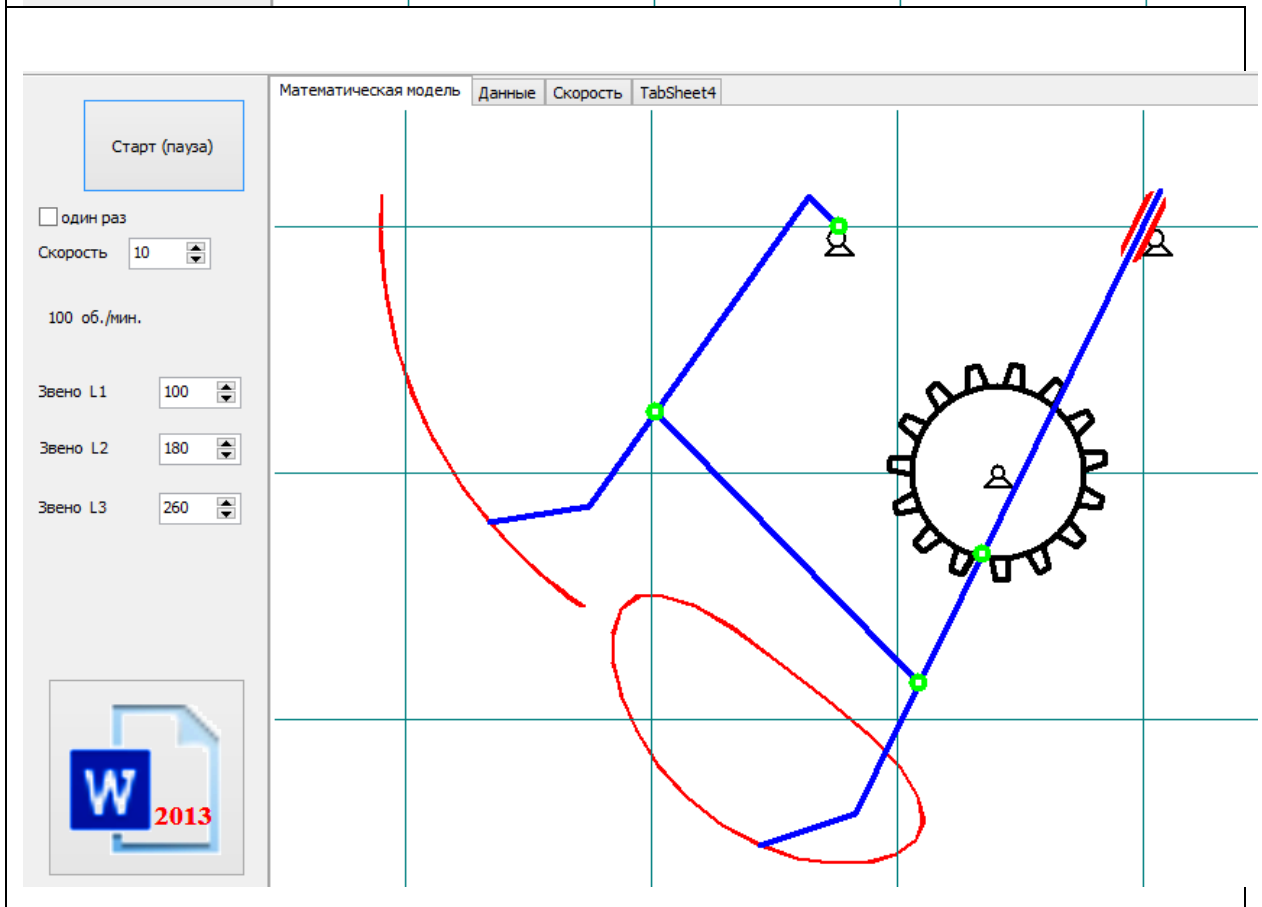 Математическая модель Данные Скорость TabSheet4
Старт (пауза)
один раз
Скорость 10
100 об./мин.
Звено L1 100
Звено L2 180
Звено L3 260
W
2013